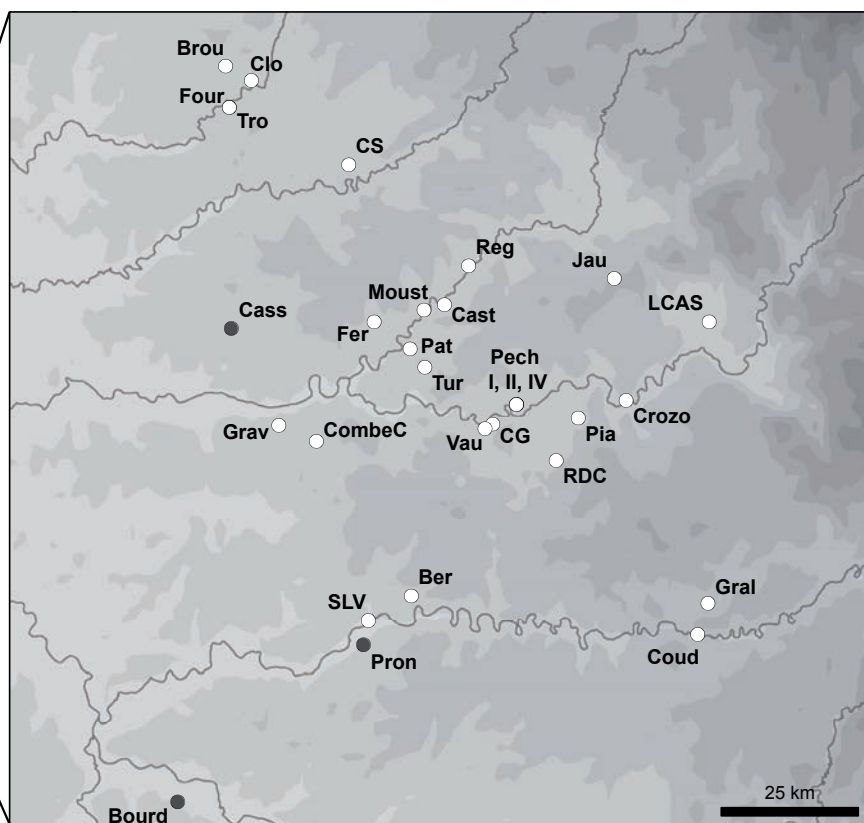 Brou
Clo
Four
Tro
CS
Reg
Jau
Moust
LCAS
Cass
Cast
Fer
Pat
Pech
I, II, IV
Tur
Crozo
Grav
CombeC
Vau
CG
Pia
RDC
Ber
Gral
SLV
Pron
Coud
25 km
Bourd